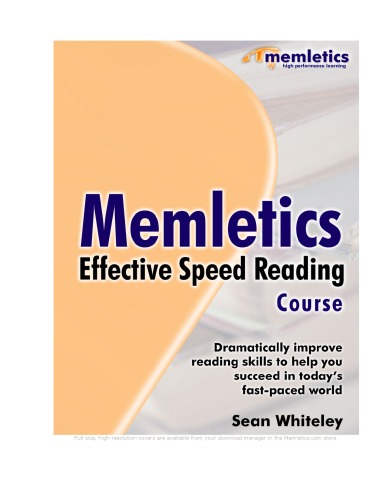 memletics
high performance learning
Memletics
Effective Speed Reading
Course
Dramatically improve
reading skills to help you
succeed in today's
fast-paced world
Sean Whiteley
Full size, high-resolution covers are available from your download manager in the Memletics.com store.